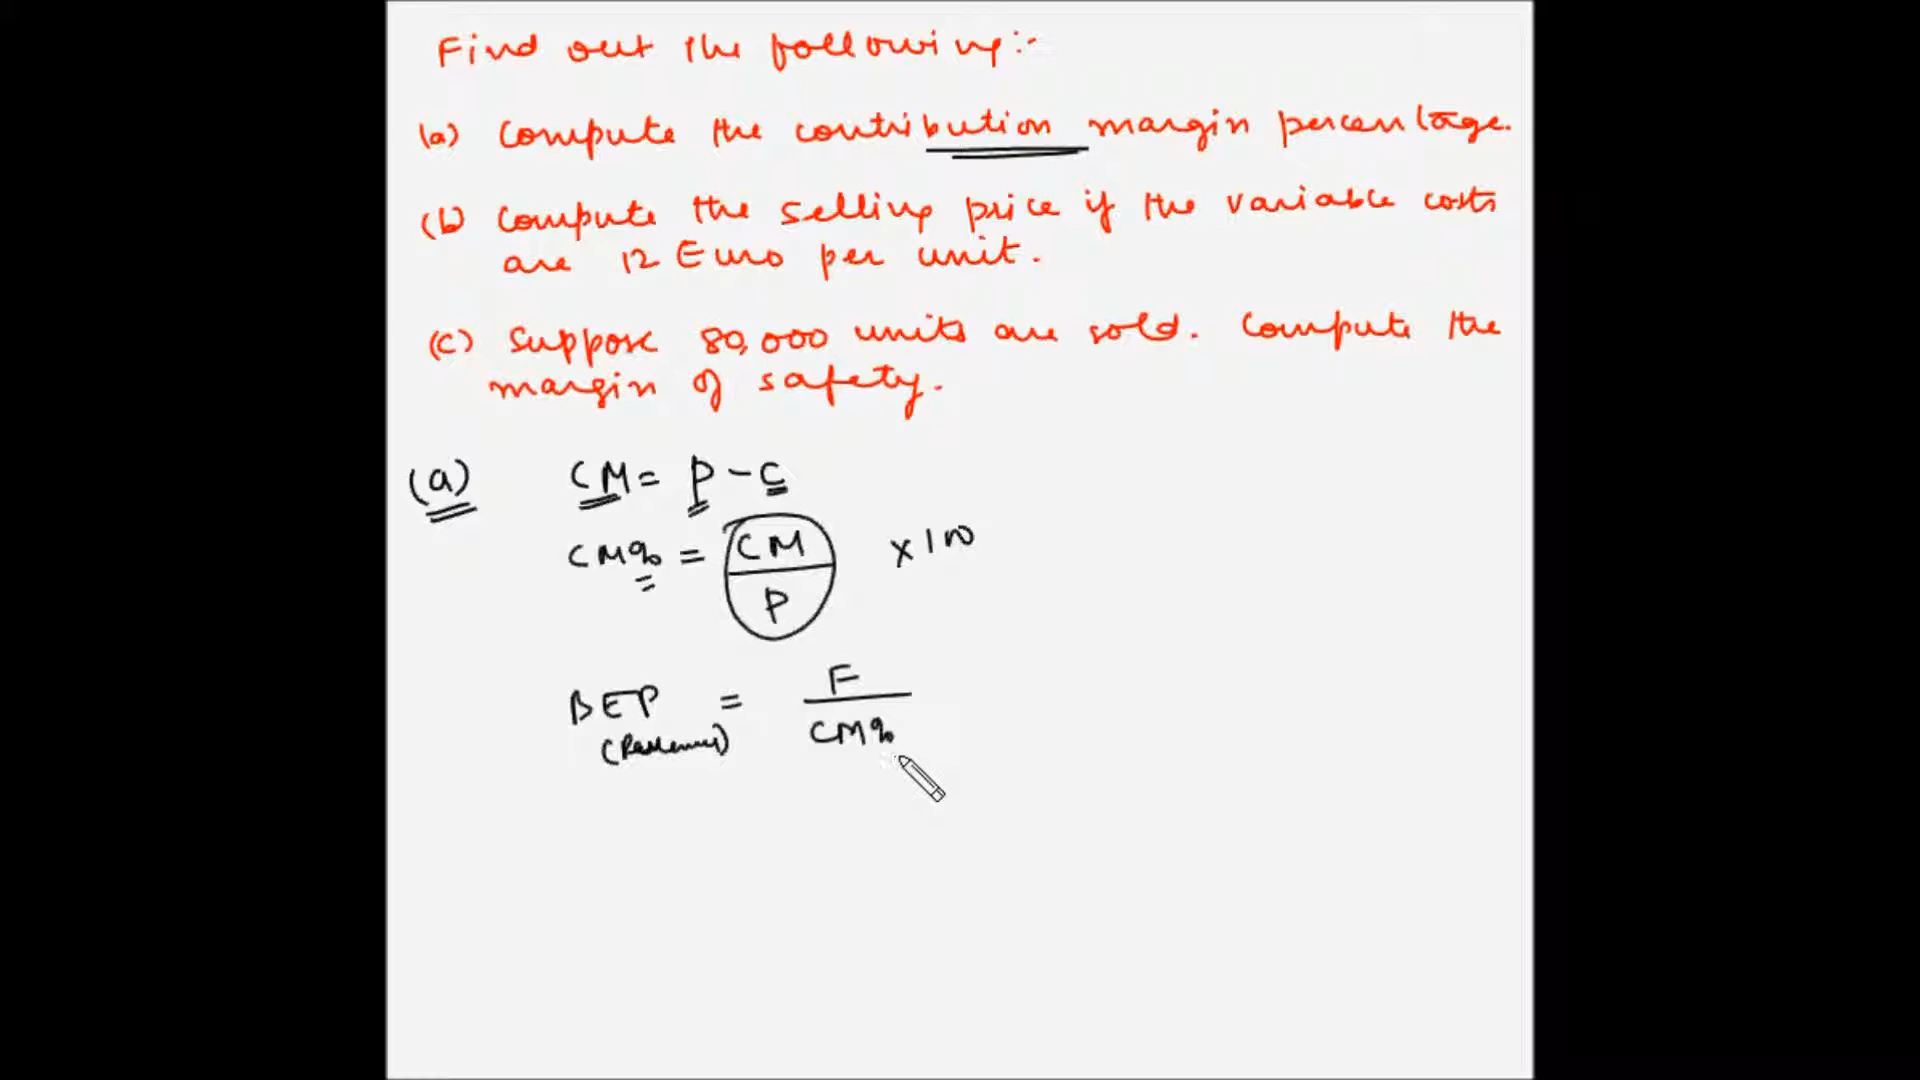 Find out the following:-
(a) Compute the contribution margin percentage.
(b) Compute the selling price if the variable costs
are 12 Euro per unit.
(c) Suppose 80,000 units are sold. Compute the
margin of safety.
(a) CM = P - C
CM% = CM / P × 100
BEP = F / CM%
(Revenues)